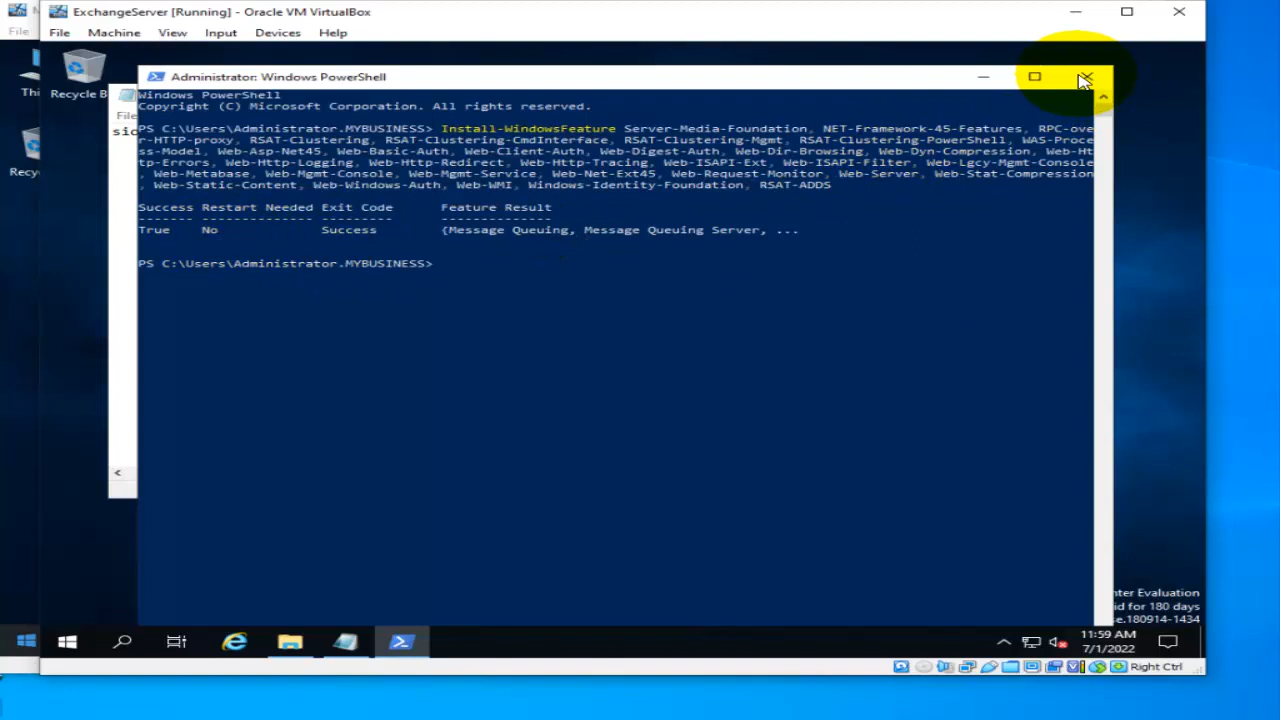 ExchangeServer [Running] - Oracle VM VirtualBox
File
File Machine View Input Devices Help
Thi
Recycle B
Recyc
File
sic
Administrator: Windows PowerShell
Windows PowerShell
Copyright (C) Microsoft Corporation. All rights reserved.
PS C:\Users\Administrator.MYBUSINESS> Install-WindowsFeature Server-Media-Foundation, NET-Framework-45-Features, RPC-ove
r-HTTP-proxy, RSAT-Clustering, RSAT-Clustering-CmdInterface, RSAT-Clustering-Mgmt, RSAT-Clustering-PowerShell, WAS-Proce
ss-Model, Web-Asp-Net45, Web-Basic-Auth, Web-Client-Auth, Web-Digest-Auth, Web-Dir-Browsing, Web-Dyn-Compression, Web-Ht
tp-Errors, Web-Http-Logging, Web-Http-Redirect, Web-Http-Tracing, Web-ISAPI-Ext, Web-ISAPI-Filter, Web-Lgcy-Mgmt-Console
, Web-Metabase, Web-Mgmt-Console, Web-Mgmt-Service, Web-Net-Ext45, Web-Request-Monitor, Web-Server, Web-Stat-Compression
, Web-Static-Content, Web-Windows-Auth, Web-WMI, Windows-Identity-Foundation, RSAT-ADDS
Success Restart Needed Exit Code Feature Result
------- -------------- --------- --------------
True No Success {Message Queuing, Message Queuing Server, ...
PS C:\Users\Administrator.MYBUSINESS>
nter Evaluation
id for 180 days
se.180914-1434
11:59 AM
7/1/2022
Right Ctrl